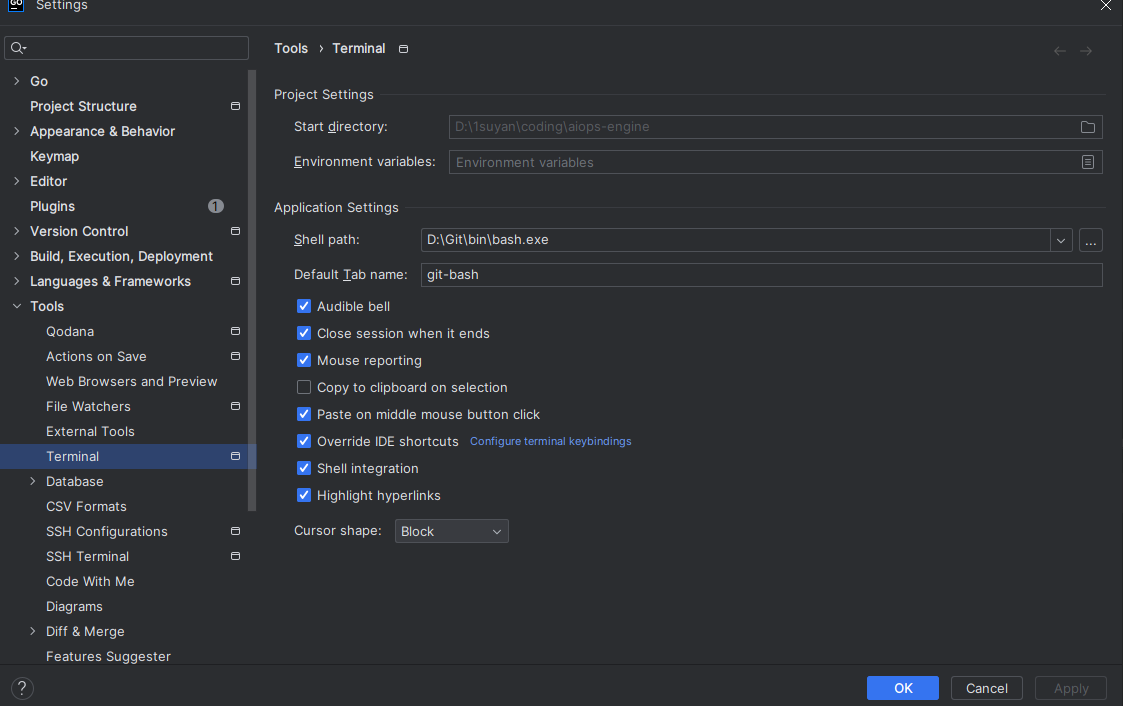 GO
Settings
Go
Project Structure
Appearance & Behavior
Keymap
Editor
Plugins 1
Version Control
Build, Execution, Deployment
Languages & Frameworks
Tools
Qodana
Actions on Save
Web Browsers and Preview
File Watchers
External Tools
Terminal
Database
CSV Formats
SSH Configurations
SSH Terminal
Code With Me
Diagrams
Diff & Merge
Features Suggester
Tools › Terminal
Project Settings
Start directory: D:\1suyan\coding\aiops-engine
Environment variables: Environment variables
Application Settings
Shell path: D:\Git\bin\bash.exe ...
Default Tab name: git-bash
Audible bell
Close session when it ends
Mouse reporting
Copy to clipboard on selection
Paste on middle mouse button click
Override IDE shortcuts Configure terminal keybindings
Shell integration
Highlight hyperlinks
Cursor shape: Block
? OK Cancel Apply